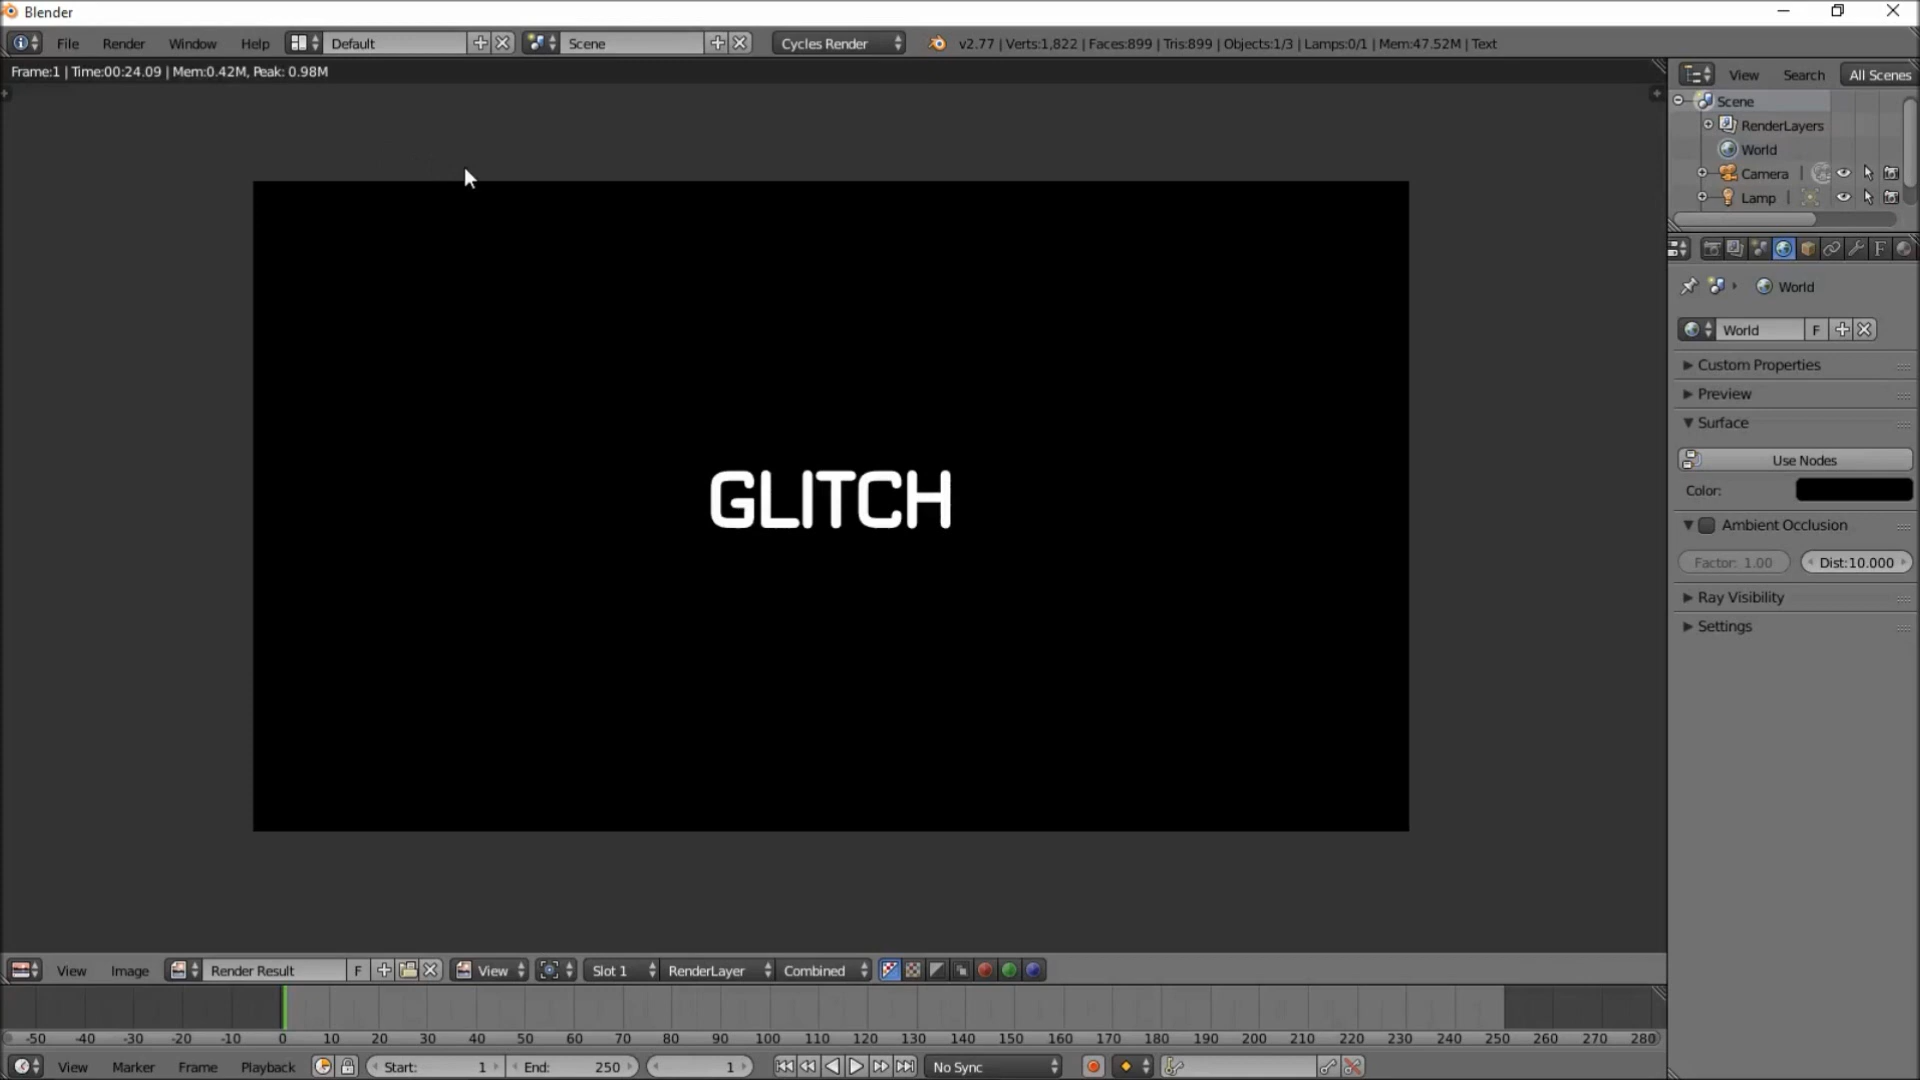 Blender
File Render Window Help Default Scene Cycles Render v2.77 | Verts:1,822 | Faces:899 | Tris:899 | Objects:1/3 | Lamps:0/1 | Mem:47.52M | Text
Frame:1 | Time:00:24.09 | Mem:0.42M, Peak: 0.98M
View Search All Scenes
Scene
RenderLayers
World
Camera
Lamp
World
World F
Custom Properties
Preview
Surface
Use Nodes
Color:
Ambient Occlusion
Factor: 1.00 Dist:10.000
Ray Visibility
Settings
GLITCH
View Image Render Result F View Slot 1 RenderLayer Combined
-50 -40 -30 -20 -10 0 10 20 30 40 50 60 70 80 90 100 110 120 130 140 150 160 170 180 190 200 210 220 230 240 250 260 270 280
View Marker Frame Playback Start: 1 End: 250 1 No Sync